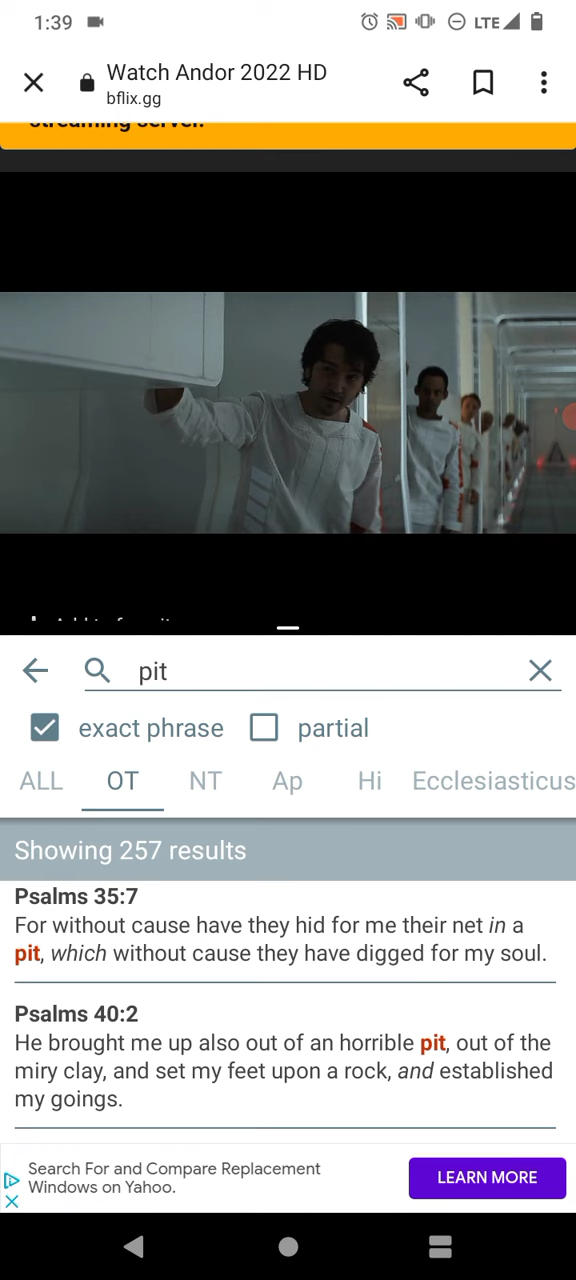 1:39
LTE
Watch Andor 2022 HD
bflix.gg
streaming server.
pit
exact phrase
partial
ALL
OT
NT
Ap
Hi
Ecclesiasticus
Showing 257 results
Psalms 35:7
For without cause have they hid for me their net in a
pit, which without cause they have digged for my soul.
Psalms 40:2
He brought me up also out of an horrible pit, out of the
miry clay, and set my feet upon a rock, and established
my goings.
Search For and Compare Replacement
Windows on Yahoo.
LEARN MORE